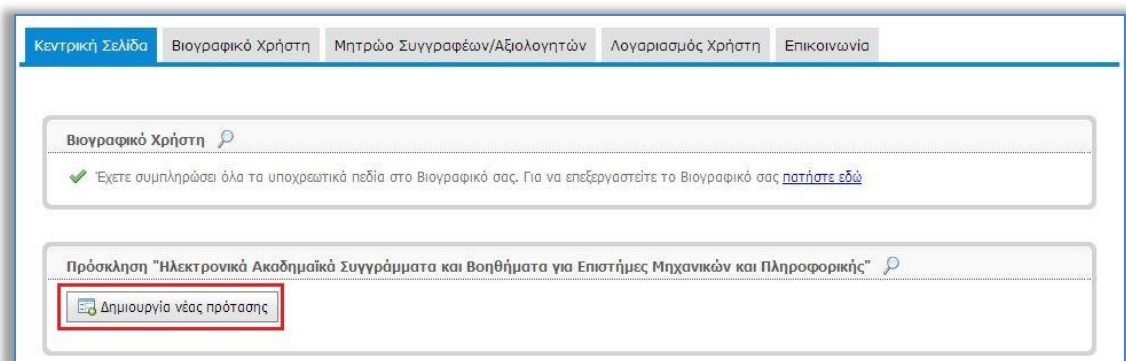 Κεντρική Σελίδα Βιογραφικό Χρήστη Μητρώο Συγγραφέων/Αξιολογητών Λογαριασμός Χρήστη Επικοινωνία
Βιογραφικό Χρήστη
Έχετε συμπληρώσει όλα τα υποχρεωτικά πεδία στο Βιογραφικό σας. Για να επεξεργαστείτε το Βιογραφικό σας πατήστε εδώ
Πρόσκληση "Ηλεκτρονικά Ακαδημαϊκά Συγγράμματα και Βοηθήματα για Επιστήμες Μηχανικών και Πληροφορικής"
Δημιουργία νέας πρότασης